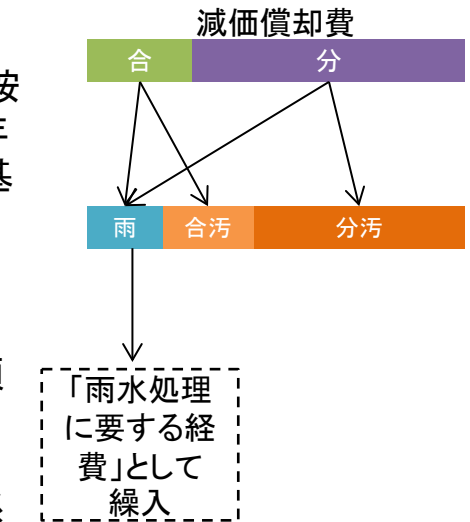 減価償却費
合
分
雨
合汚
分汚
「雨水処理
に要する経
費」として
繰入